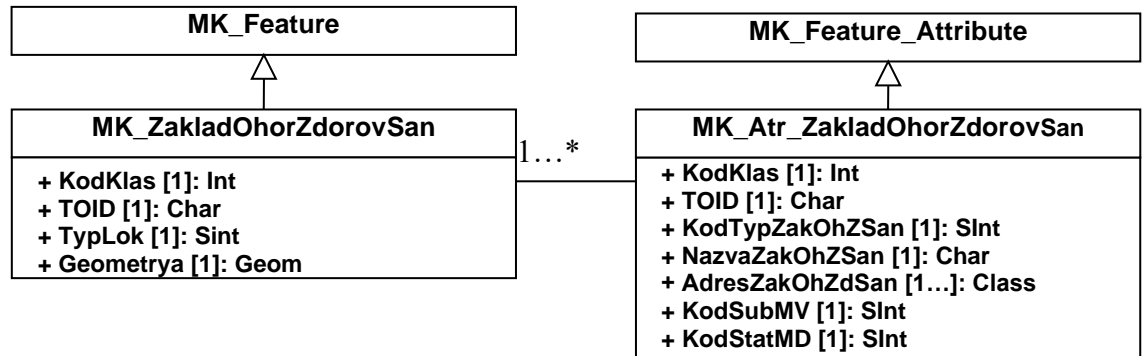 MK_Feature
MK_ZakladOhorZdorovSan
+ KodKlas [1]: Int
+ TOID [1]: Char
+ TypLok [1]: Sint
+ Geometrya [1]: Geom
1…*
MK_Feature_Attribute
MK_Atr_ZakladOhorZdorovSan
+ KodKlas [1]: Int
+ TOID [1]: Char
+ KodTypZakOhZSan [1]: SInt
+ NazvaZakOhZSan [1]: Char
+ AdresZakOhZdSan [1…]: Class
+ KodSubMV [1]: SInt
+ KodStatMD [1]: SInt